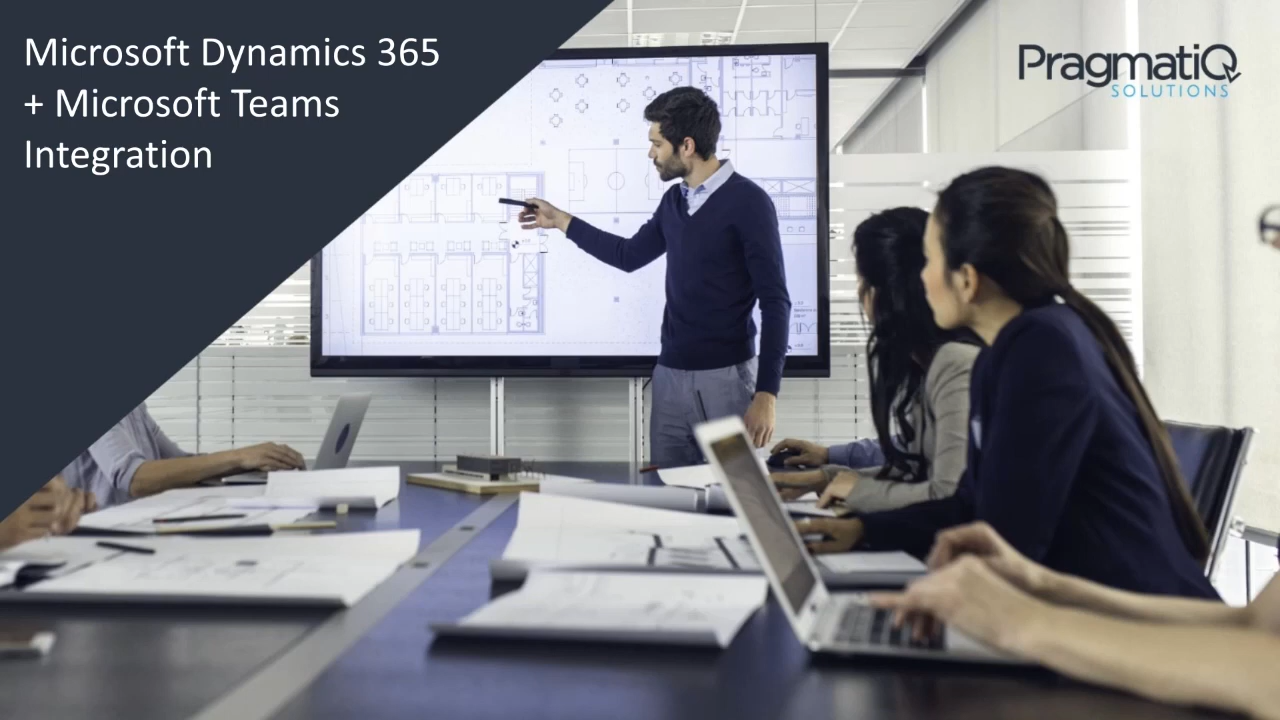 Microsoft Dynamics 365
+ Microsoft Teams
Integration
PragmatiQ
SOLUTIONS